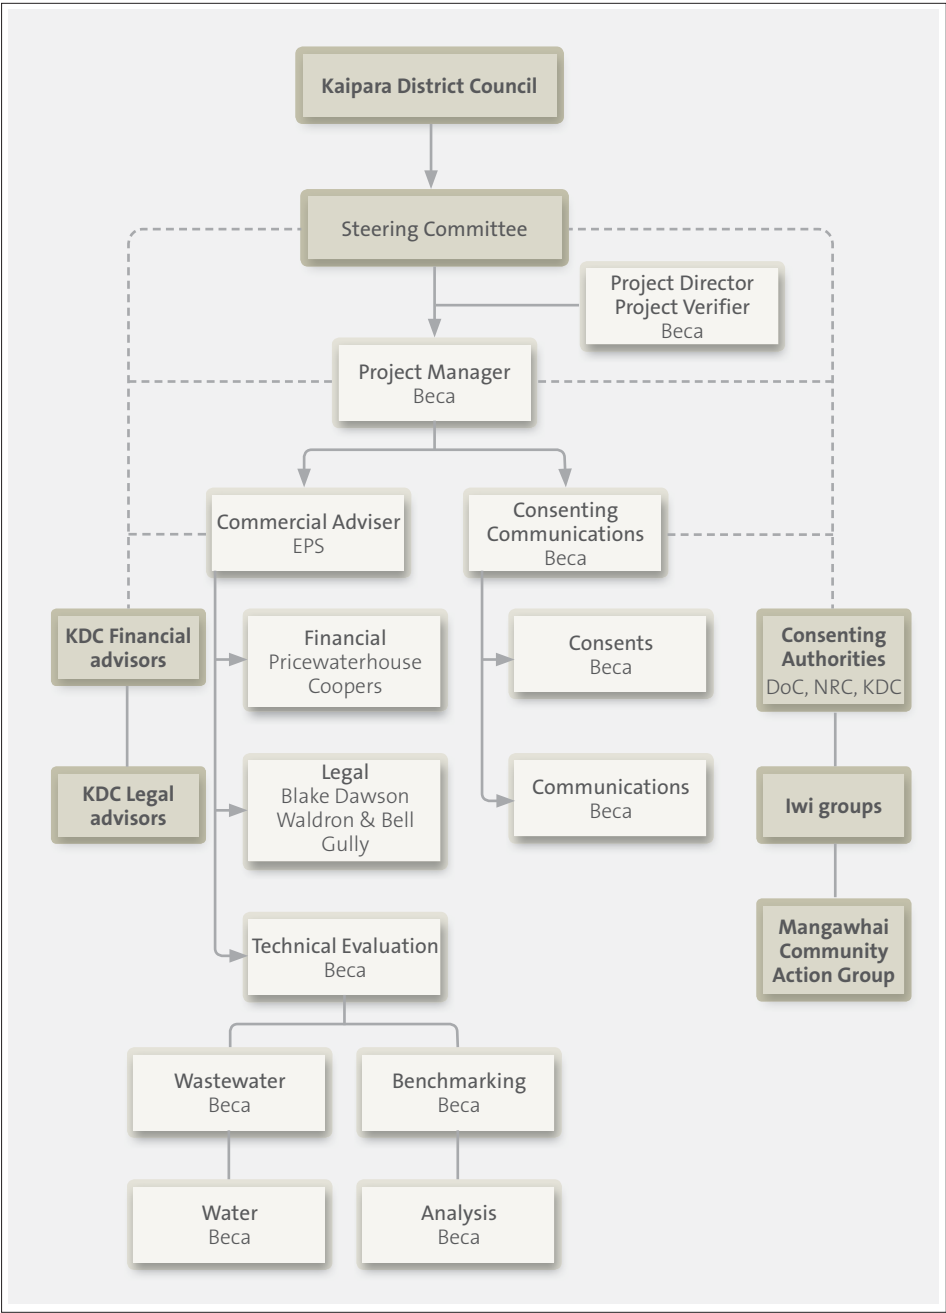 Kaipara District Council
Steering Committee
Project Director
Project Verifier
Beca
Project Manager
Beca
Commercial Adviser
EPS
Consenting
Communications
Beca
KDC Financial
advisors
Financial
Pricewaterhouse
Coopers
Consents
Beca
Consenting
Authorities
DoC, NRC, KDC
KDC Legal
advisors
Legal
Blake Dawson
Waldron & Bell
Gully
Communications
Beca
Iwi groups
Mangawhai
Community
Action Group
Technical Evaluation
Beca
Wastewater
Beca
Benchmarking
Beca
Water
Beca
Analysis
Beca